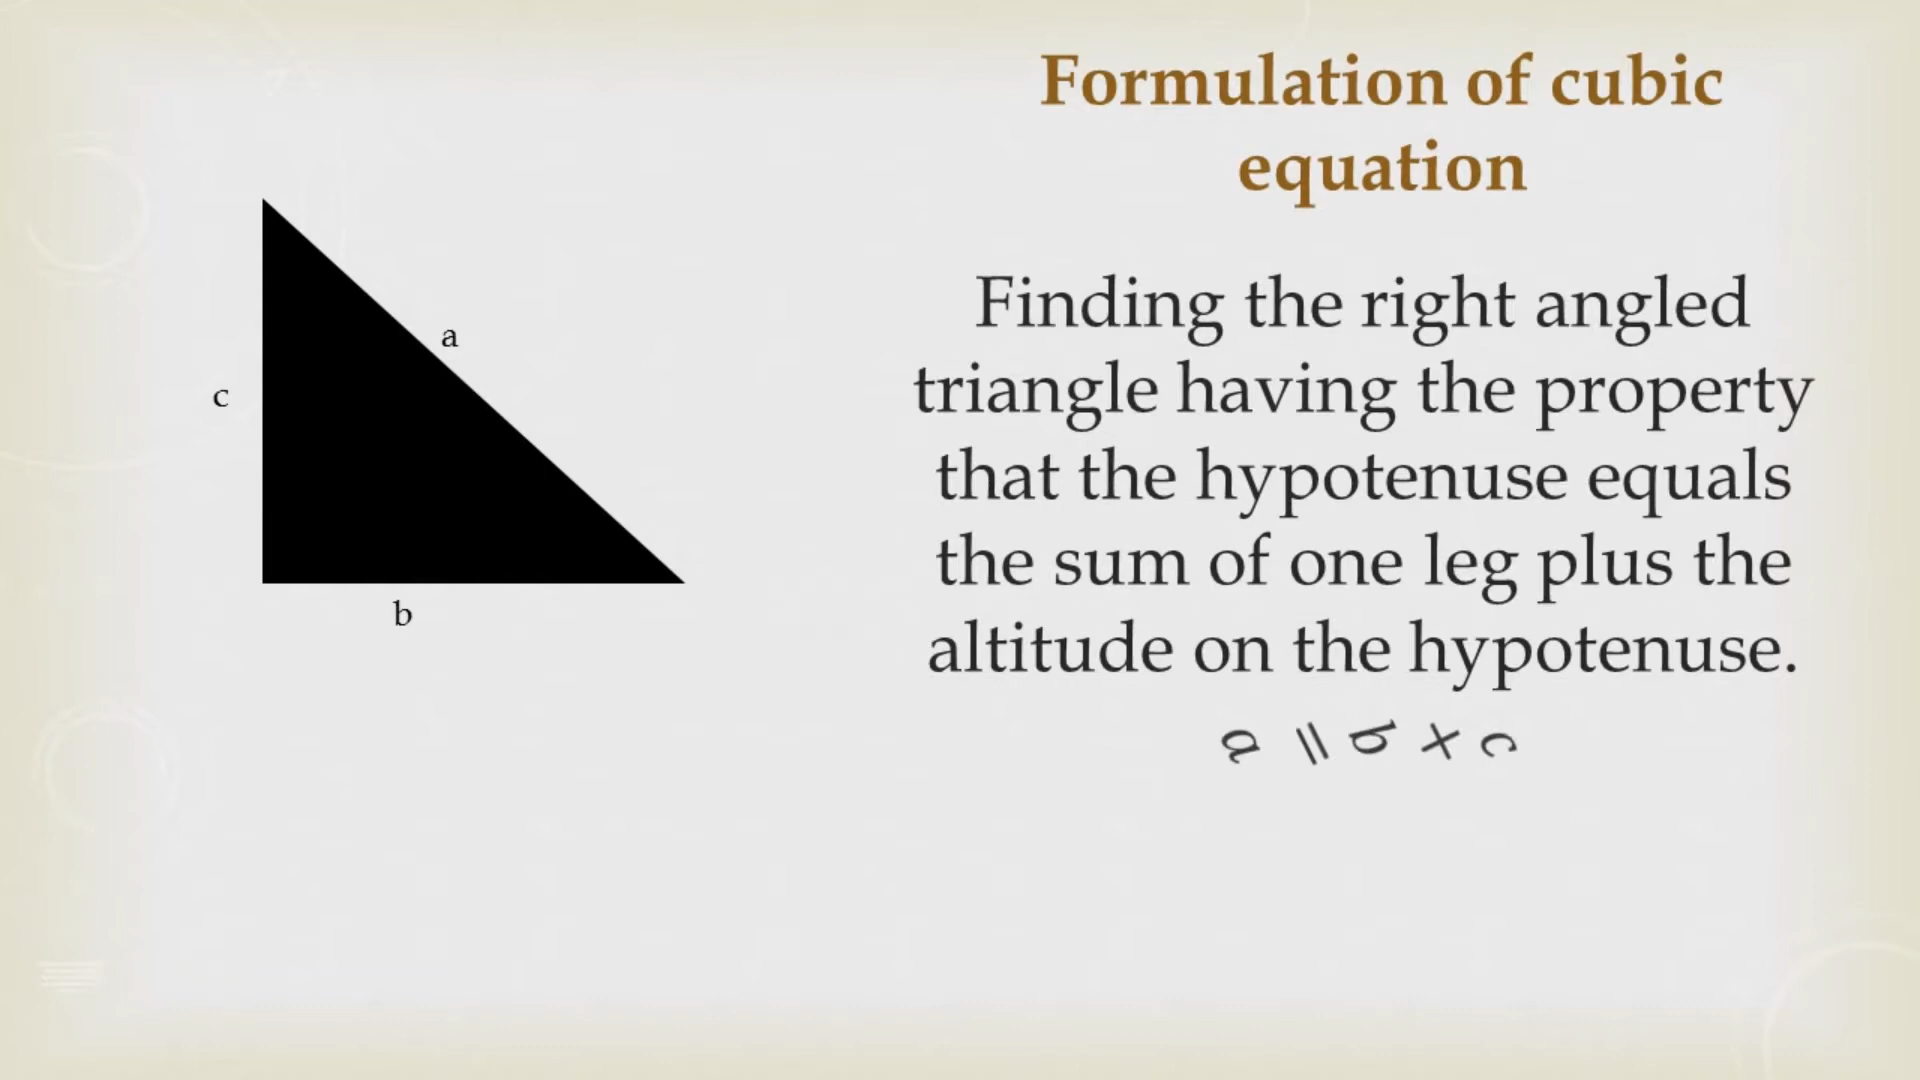 Formulation of cubic
equation
a
c
b
Finding the right angled
triangle having the property
that the hypotenuse equals
the sum of one leg plus the
altitude on the hypotenuse.
a = b + c